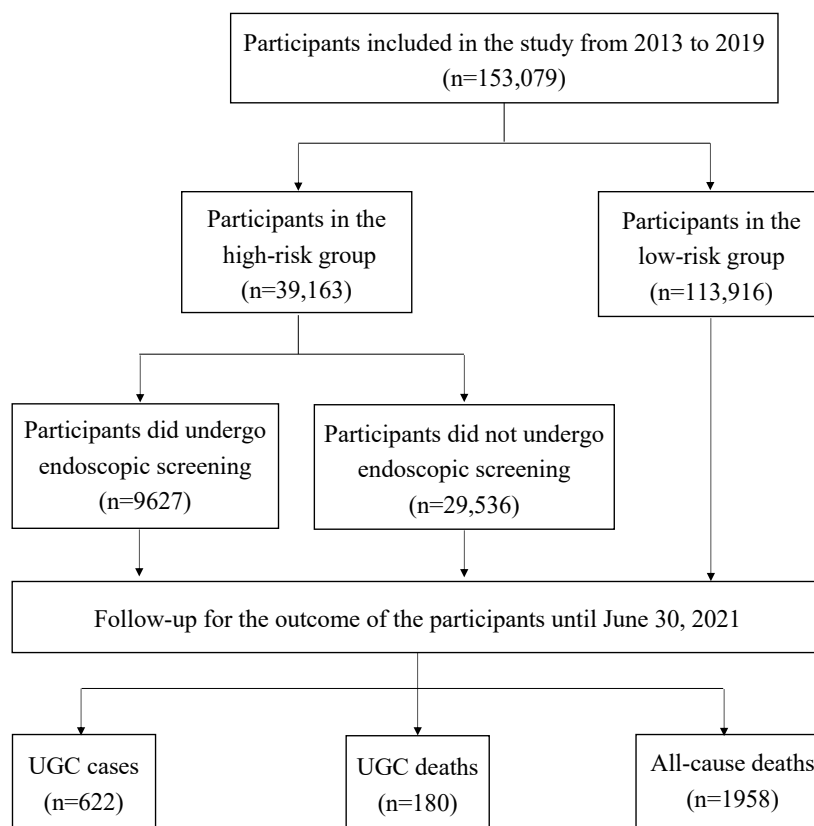 Participants included in the study from 2013 to 2019
(n=153,079)
Participants in the
high-risk group
(n=39,163)
Participants in the
low-risk group
(n=113,916)
Participants did undergo
endoscopic screening
(n=9627)
Participants did not undergo
endoscopic screening
(n=29,536)
Follow-up for the outcome of the participants until June 30, 2021
UGC cases
(n=622)
UGC deaths
(n=180)
All-cause deaths
(n=1958)